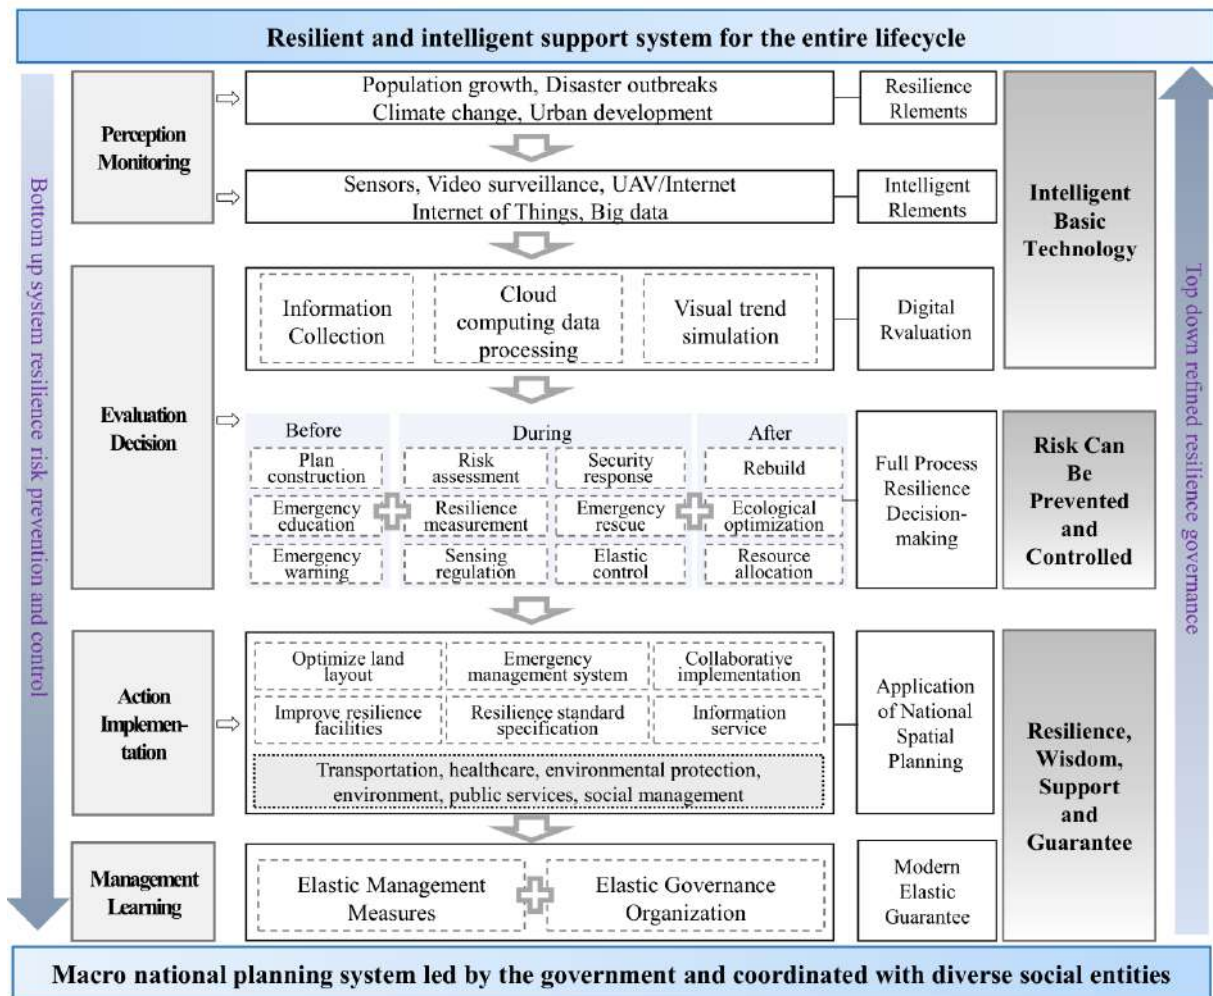 Resilient and intelligent support system for the entire lifecycle
Bottom up system resilience risk prevention and control
Perception
Monitoring
Population growth, Disaster outbreaks
Climate change, Urban development
Resilience
Rlements
Sensors, Video surveillance, UAV/Internet
Internet of Things, Big data
Intelligent
Rlements
Intelligent
Basic
Technology
Evaluation
Decision
Information
Collection
Cloud
computing data
processing
Visual trend
simulation
Digital
Rvaluation
Before
Plan
construction
Emergency
education
Emergency
warning
During
Risk
assessment
Security
response
Resilience
measurement
Emergency
rescue
Sensing
regulation
Elastic
control
After
Rebuild
Ecological
optimization
Resource
allocation
Full Process
Resilience
Decision-
making
Risk Can
Be
Prevented
and
Controlled
Action
Implemen-
tation
Optimize land
layout
Emergency
management system
Collaborative
implementation
Improve resilience
facilities
Resilience standard
specification
Information
service
Transportation, healthcare, environmental protection,
environment, public services, social management
Application
of National
Spatial
Planning
Resilience,
Wisdom,
Support
and
Guarantee
Management
Learning
Elastic Management
Measures
Elastic Governance
Organization
Modern
Elastic
Guarantee
Top down refined resilience governance
Macro national planning system led by the government and coordinated with diverse social entities